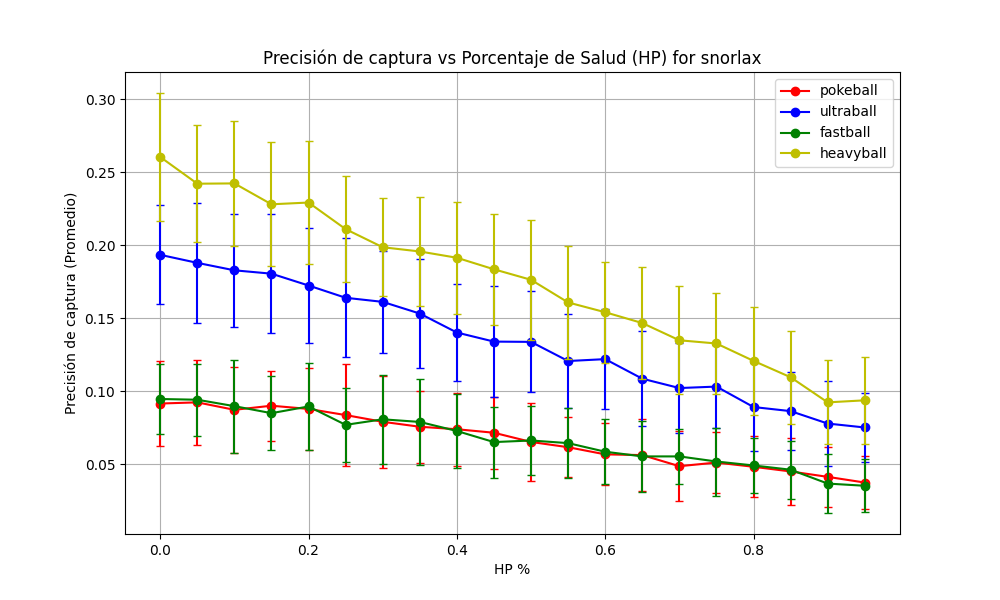 Precisión de captura vs Porcentaje de Salud (HP) for snorlax
Precisión de captura (Promedio)
0.30
0.25
0.20
0.15
0.10
0.05
pokeball
ultraball
fastball
heavyball
0.0 0.2 0.4 0.6 0.8
HP %